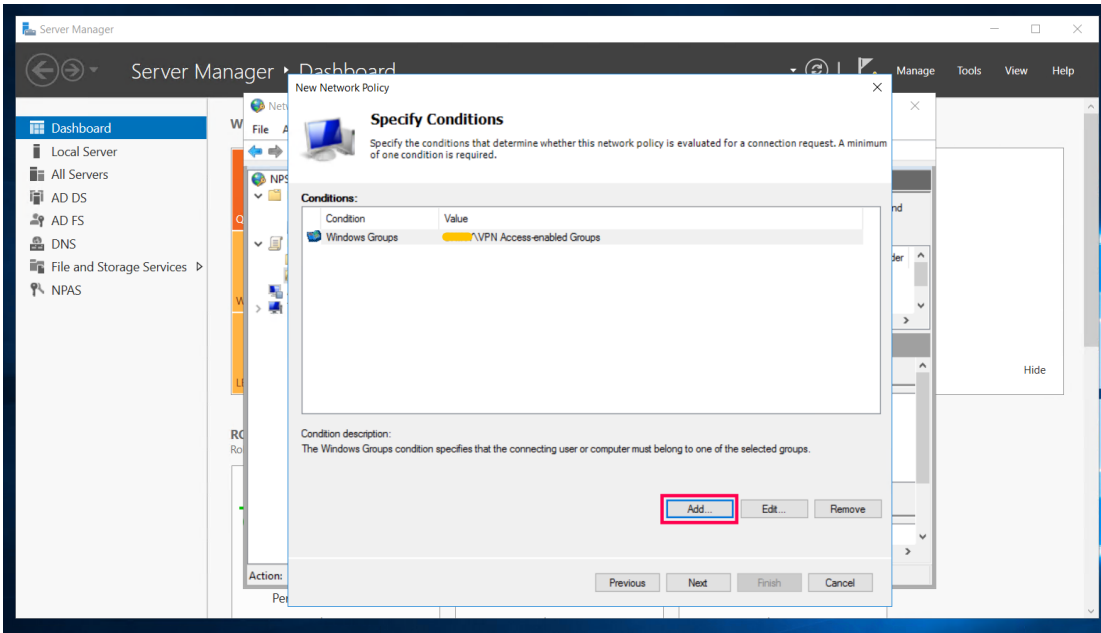 Server Manager
Server Manager • Dashboard
Manage Tools View Help
Dashboard
Local Server
All Servers
AD DS
AD FS
DNS
File and Storage Services
NPAS
W
File A
NPS
Action:
Hide
New Network Policy
Specify Conditions
Specify the conditions that determine whether this network policy is evaluated for a connection request. A minimum
of one condition is required.
Conditions:
Condition Value
Windows Groups \VPN Access-enabled Groups
Condition description:
The Windows Groups condition specifies that the connecting user or computer must belong to one of the selected groups.
Add... Edit... Remove
Previous Next Finish Cancel